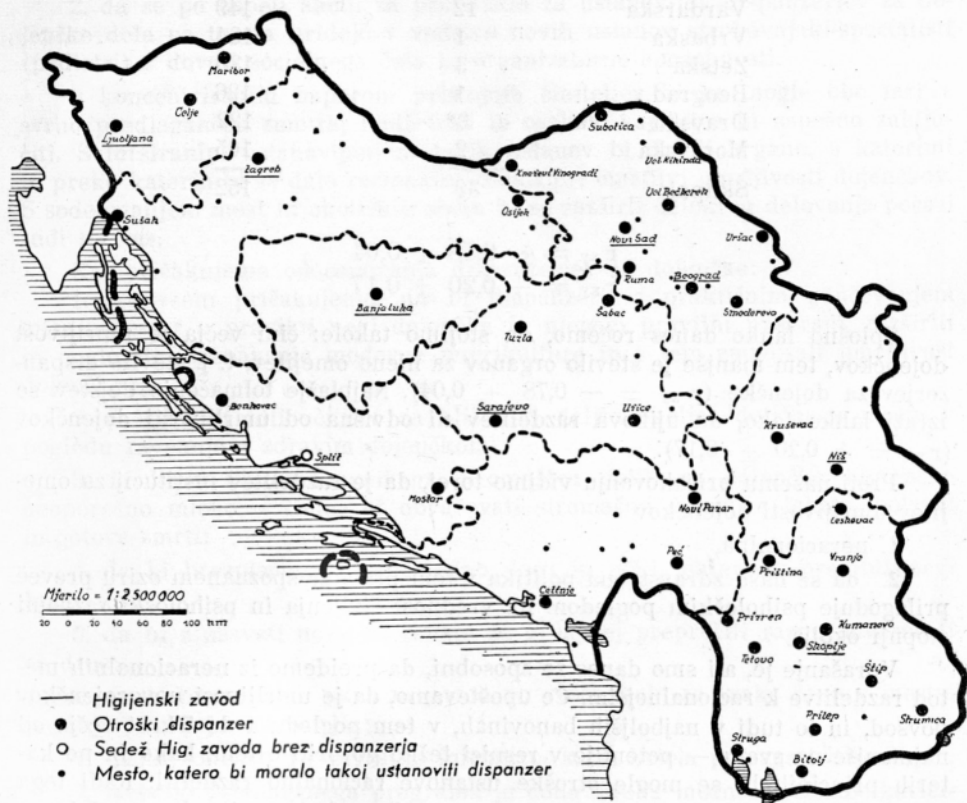 Maribor
Celje
Ljubljana
Zagreb
Subotica
Vel. Kikinda
Kneževi Vinogradi
Osijek
Vel. Bečkerek
Novi Sad
Vršac
Ruma
Beograd
Šabac
Smederevo
Banja luka
Tuzla
Sarajevo
Užice
Kruševac
Niš
Split
Mostar
Novi Pazar
Leskovac
Peć
Priština
Vranje
Cetinje
Prizren
Kumanovo
Tetovo
Skoplje
Štip
Prilep
Strumica
Struga
Bitolj
Mjerilo = 1:2 500 000
20 0 20 40 60 80 100 km
Higijenski zavod
Otroški dispanzer
Sedež Hig. zavoda brez dispanzerja
Mesto, katero bi moralo takoj ustanoviti dispanzer